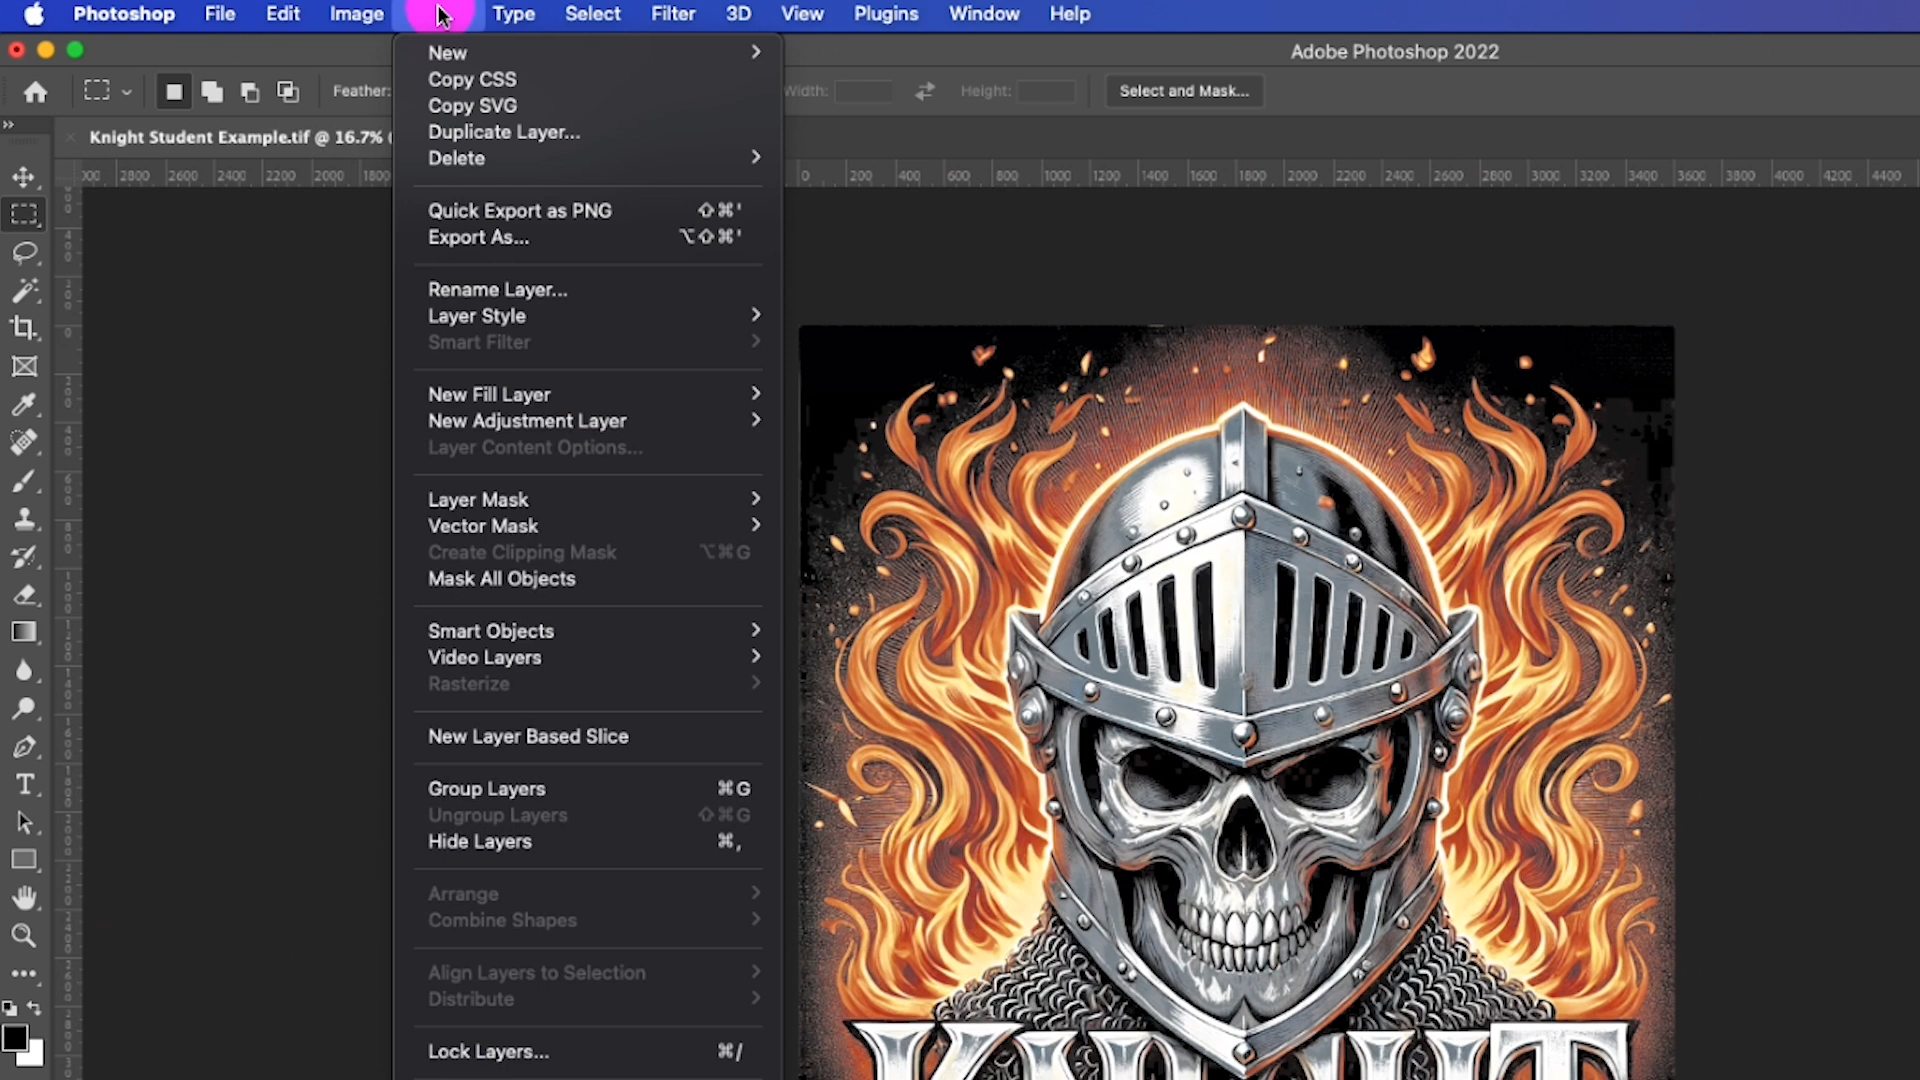 Photoshop File Edit Image Type Select Filter 3D View Plugins Window Help
Adobe Photoshop 2022
Feather: Width: Height: Select and Mask...
Knight Student Example.tif @ 16.7% (
2800 2600 2400 2200 2000 1800 0 200 400 600 800 1000 1200 1400 1600 1800 2000 2200 2400 2600 2800 3000 3200 3400 3600 3800 4000 4200 4400
New
Copy CSS
Copy SVG
Duplicate Layer...
Delete
Quick Export as PNG ⇧⌘'
Export As... ⌥⇧⌘'
Rename Layer...
Layer Style
Smart Filter
New Fill Layer
New Adjustment Layer
Layer Content Options...
Layer Mask
Vector Mask
Create Clipping Mask ⌥⌘G
Mask All Objects
Smart Objects
Video Layers
Rasterize
New Layer Based Slice
Group Layers ⌘G
Ungroup Layers ⇧⌘G
Hide Layers ⌘,
Arrange
Combine Shapes
Align Layers to Selection
Distribute
Lock Layers... ⌘/